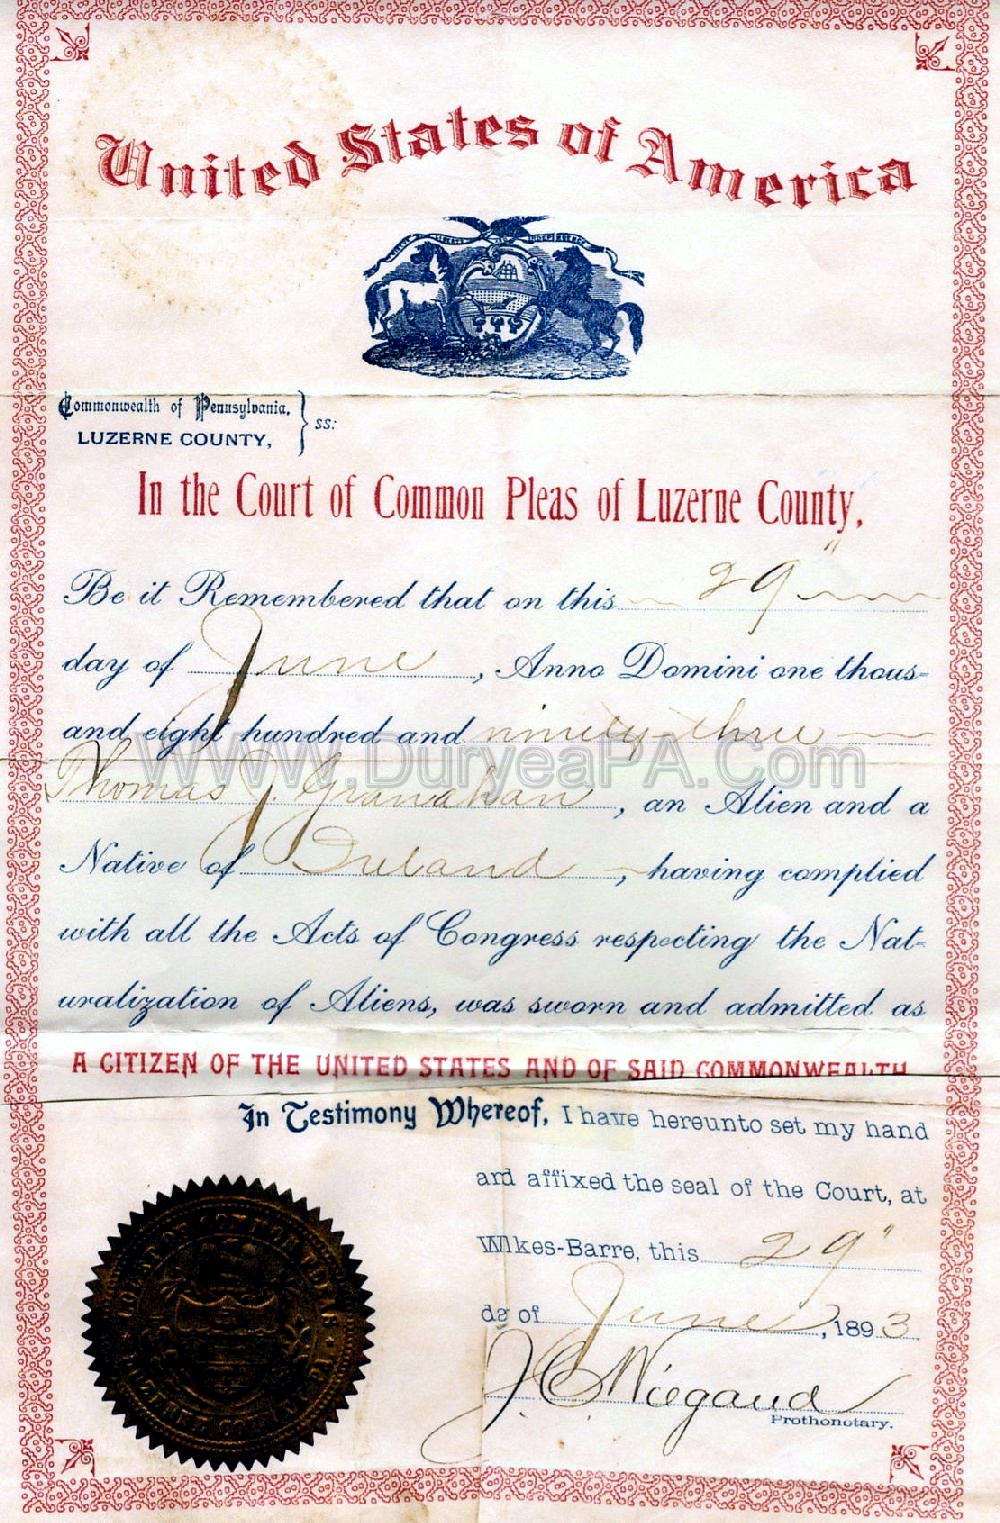 United States of America
Commonwealth of Pennsylvania,
LUZERNE COUNTY, } ss:
In the Court of Common Pleas of Luzerne County,
Be it Remembered that on this 29"
day of June, Anno Domini one thous=
and eight hundred and ninety-three
WWW.DuryeaPA.Com
Thomas J. Granahan, an Alien and a
Native of Ireland, having complied
with all the Acts of Congress respecting the Nat=
uralization of Aliens, was sworn and admitted as
A CITIZEN OF THE UNITED STATES AND OF SAID COMMONWEALTH
In Testimony Whereof, I have hereunto set my hand
and affixed the seal of the Court, at
Wilkes-Barre, this 29"
day of June, 1893
J. C. Wiegand
Prothonotary.